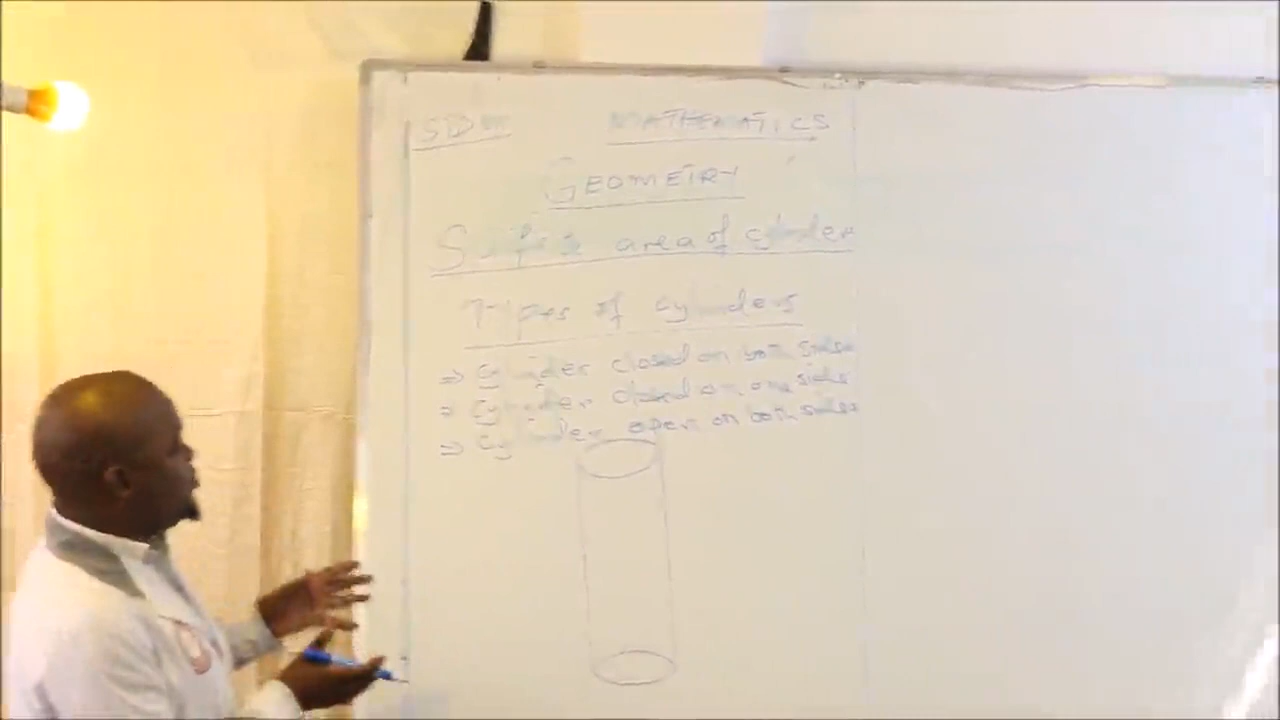 MATHEMATICS
GEOMETRY
Surface area of cylinder
Types of cylinders
⇒ Cylinder closed on both sides
⇒ Cylinder closed on one side
⇒ Cylinder open on both sides